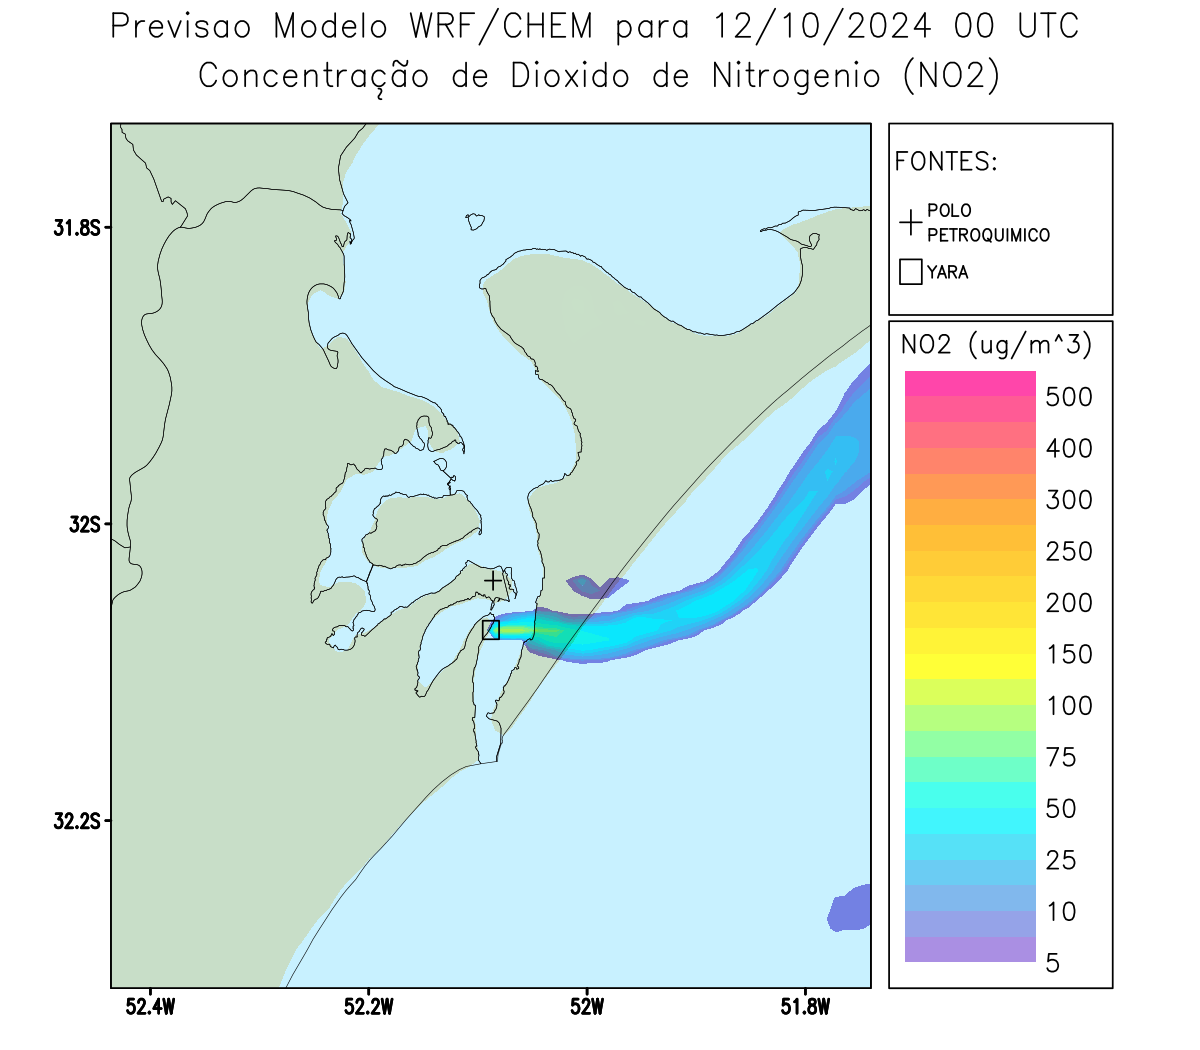 Previsao Modelo WRF/CHEM para 12/10/2024 00 UTC
Concentração de Dioxido de Nitrogenio (NO2)
FONTES:
POLO
PETROQUIMICO
YARA
NO2 (ug/m^3)
500
400
300
250
200
150
100
75
50
25
10
5
31.8S
32S
32.2S
52.4W
52.2W
52W
51.8W